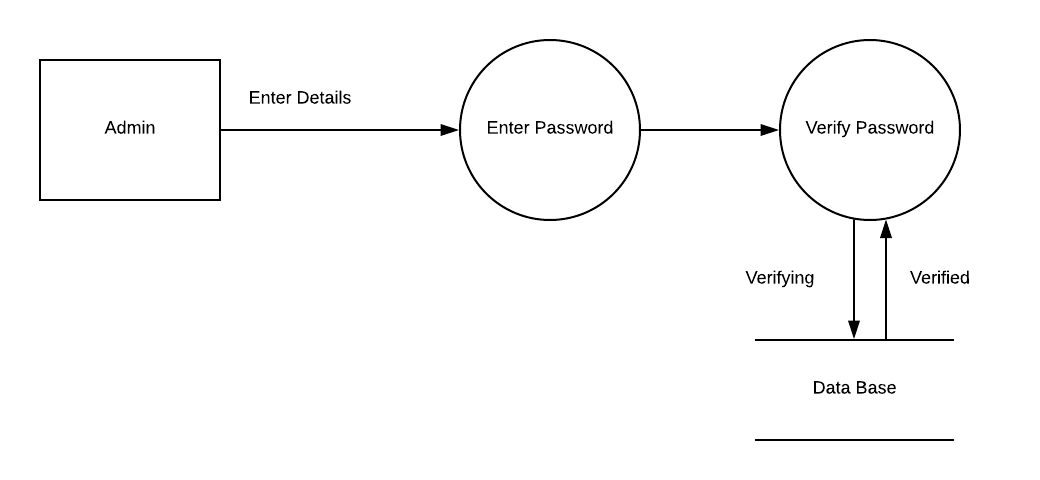 Enter Details
Admin
Enter Password
Verify Password
Verifying
Verified
Data Base